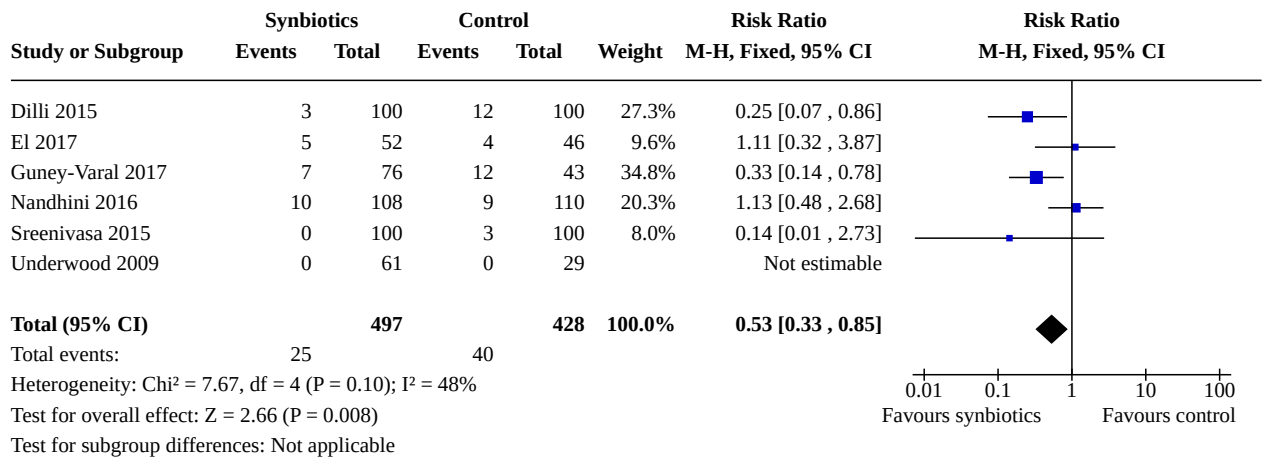 Synbiotics Control Risk Ratio Risk Ratio
Study or Subgroup Events Total Events Total Weight M-H, Fixed, 95% CI M-H, Fixed, 95% CI
Dilli 2015 3 100 12 100 27.3% 0.25 [0.07 , 0.86]
El 2017 5 52 4 46 9.6% 1.11 [0.32 , 3.87]
Guney-Varal 2017 7 76 12 43 34.8% 0.33 [0.14 , 0.78]
Nandhini 2016 10 108 9 110 20.3% 1.13 [0.48 , 2.68]
Sreenivasa 2015 0 100 3 100 8.0% 0.14 [0.01 , 2.73]
Underwood 2009 0 61 0 29 Not estimable
Total (95% CI) 497 428 100.0% 0.53 [0.33 , 0.85]
Total events: 25 40
Heterogeneity: Chi² = 7.67, df = 4 (P = 0.10); I² = 48%
0.01 0.1 1 10 100
Test for overall effect: Z = 2.66 (P = 0.008) Favours synbiotics Favours control
Test for subgroup differences: Not applicable